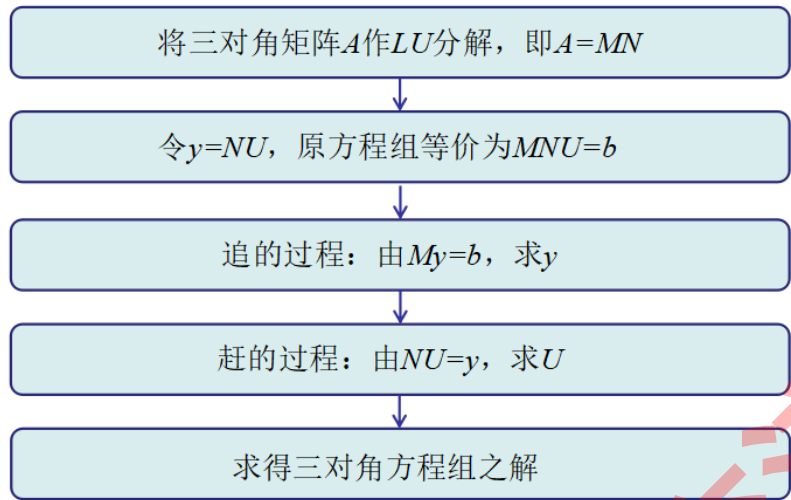 将三对角矩阵A作LU分解，即A=MN
令y=NU，原方程组等价为MNU=b
追的过程：由My=b，求y
赶的过程：由NU=y，求U
求得三对角方程组之解